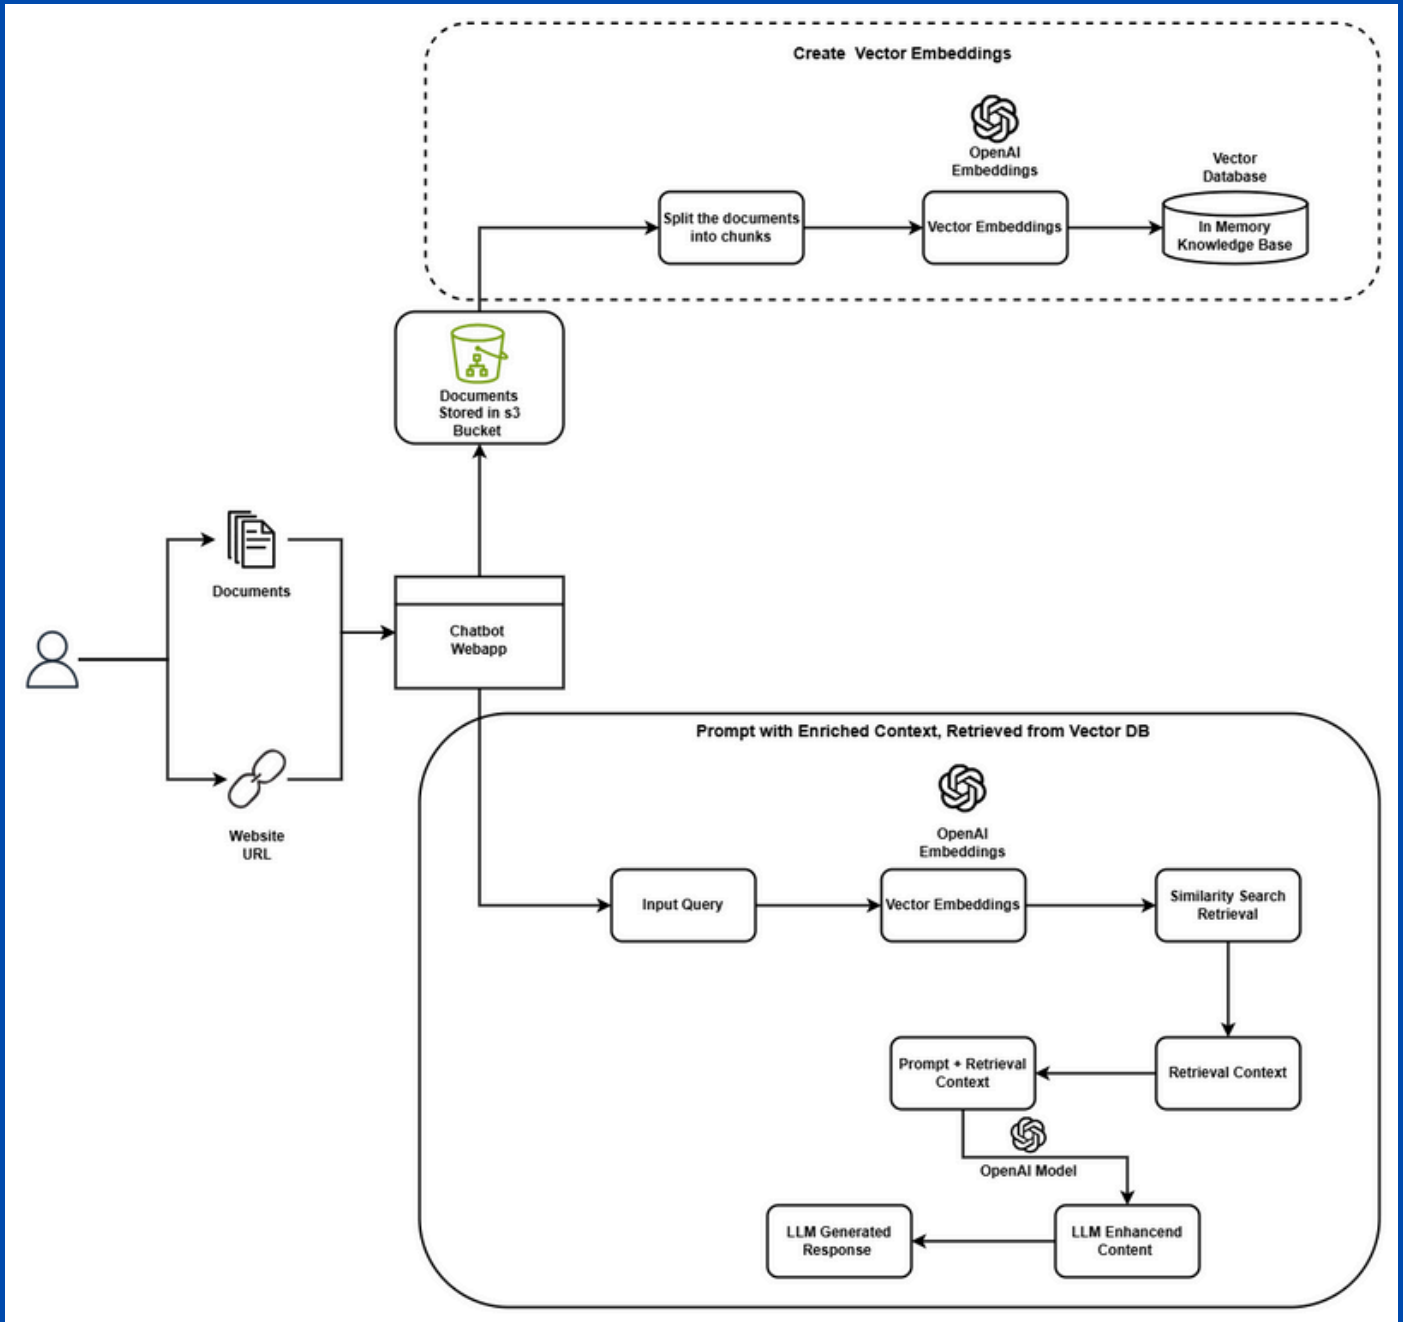 Create  Vector Embeddings
OpenAI
Embeddings
Vector
Database
Split the documents
into chunks
Vector Embeddings
In Memory
Knowledge Base
Documents
Stored in s3
Bucket
Documents
Chatbot
Webapp
Website
URL
Prompt with Enriched Context, Retrieved from Vector DB
OpenAI
Embeddings
Input Query
Vector Embeddings
Similarity Search
Retrieval
Prompt + Retrieval
Context
Retrieval Context
OpenAI Model
LLM Generated
Response
LLM Enhancend
Content